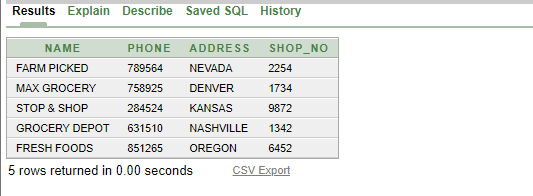 Results Explain Describe Saved SQL History
NAME PHONE ADDRESS SHOP_NO
FARM PICKED 789564 NEVADA 2254
MAX GROCERY 758925 DENVER 1734
STOP & SHOP 284524 KANSAS 9872
GROCERY DEPOT 631510 NASHVILLE 1342
FRESH FOODS 851265 OREGON 6452
5 rows returned in 0.00 seconds CSV Export